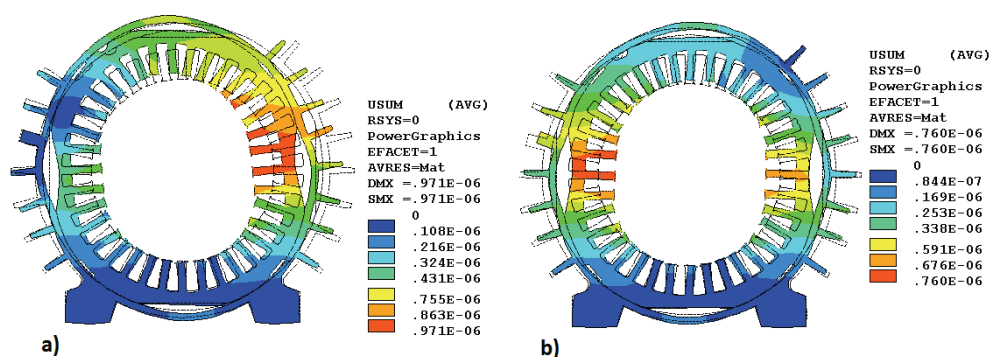 USUM (AVG)
RSYS=0
PowerGraphics
EFACET=1
AVRES=Mat
DMX =.971E-06
SMX =.971E-06
0
.108E-06
.216E-06
.324E-06
.431E-06
.755E-06
.863E-06
.971E-06
a)
USUM (AVG)
RSYS=0
PowerGraphics
EFACET=1
AVRES=Mat
DMX =.760E-06
SMX =.760E-06
0
.844E-07
.169E-06
.253E-06
.338E-06
.591E-06
.676E-06
.760E-06
b)